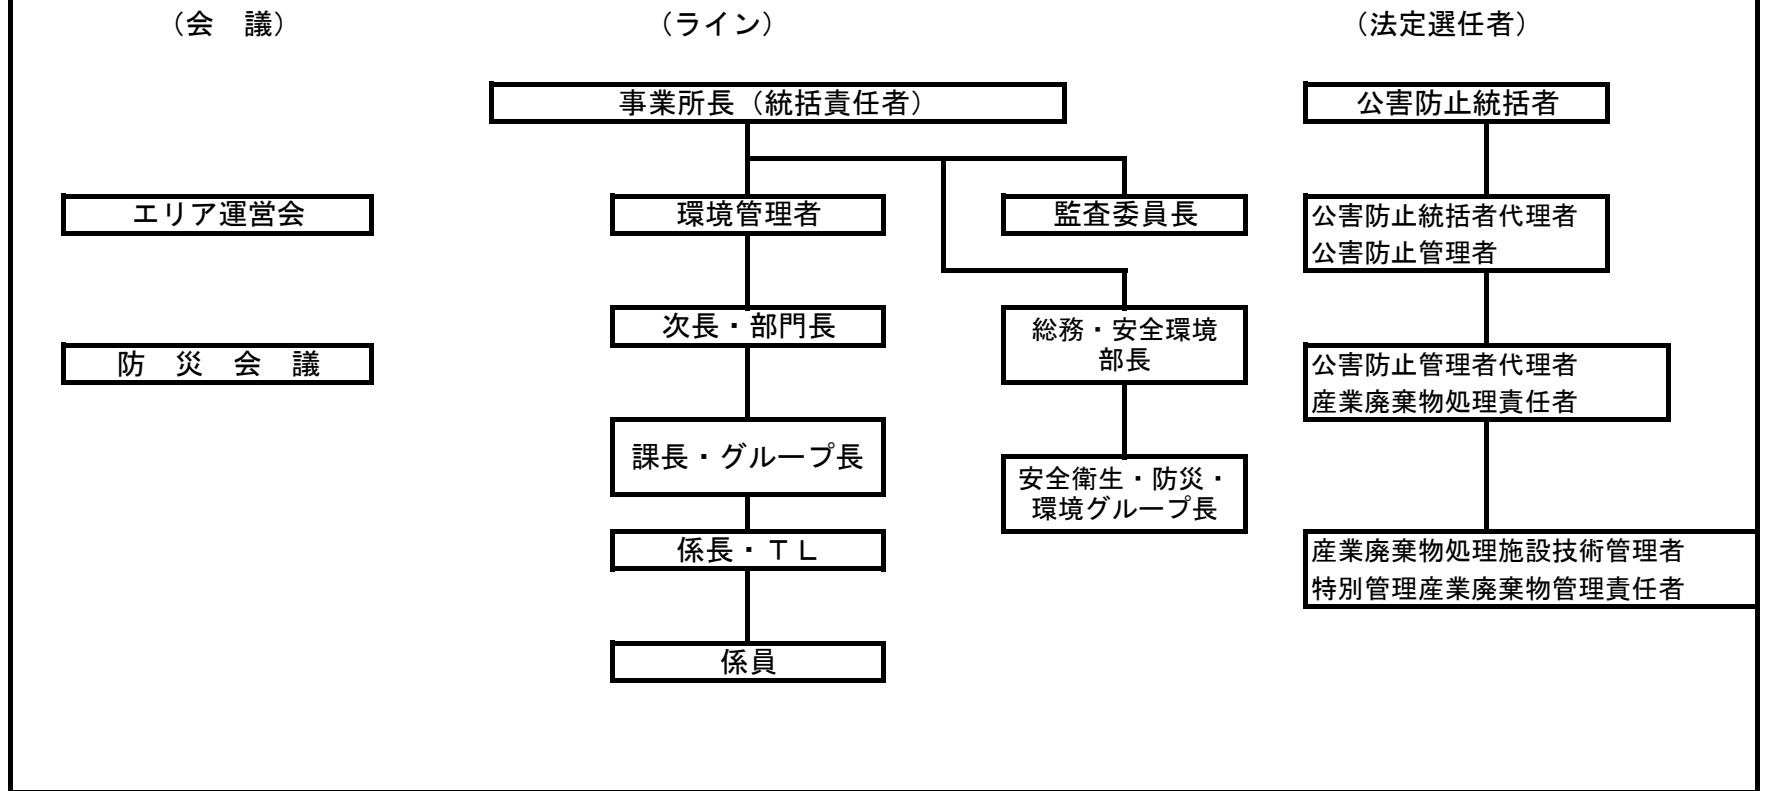 （会　議）
（ライン）
（法定選任者）
事業所長（統括責任者）
公害防止統括者
エリア運営会
環境管理者
監査委員長
公害防止統括者代理者
公害防止管理者
次長・部門長
総務・安全環境
部長
防　災　会　議
公害防止管理者代理者
産業廃棄物処理責任者
課長・グループ長
安全衛生・防災・
環境グループ長
係長・ＴＬ
産業廃棄物処理施設技術管理者
特別管理産業廃棄物管理責任者
係員